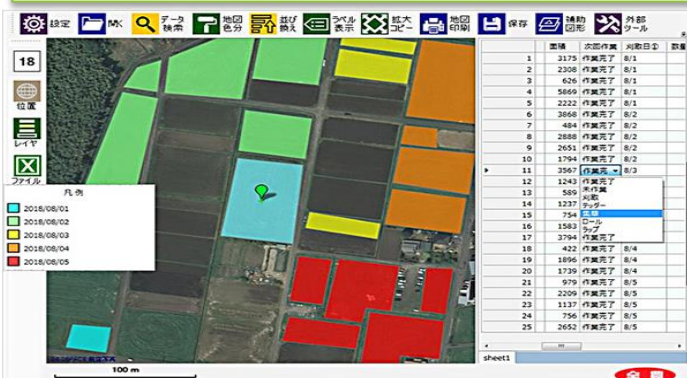 設定
開く
データ検索
地図色分
並び換え
ラベル表示
拡大コピー
地図印刷
保存
補助図形
外部ツール
18
位置
レイヤ
ファイル
凡例
2018/08/01
2018/08/02
2018/08/03
2018/08/04
2018/08/05
100 m
面積 次回作業 刈取日① 数量
1 3175 作業完了 8/1
2 2308 作業完了 8/1
3 626 作業完了 8/1
4 5869 作業完了 8/1
5 2222 作業完了 8/1
6 3868 作業完了 8/2
7 484 作業完了 8/2
8 2888 作業完了 8/2
9 2651 作業完了 8/2
10 1794 作業完了 8/2
11 3567 作業完 8/3
12 1243 作業完了
13 589 未作業
14 1237 刈取
テッダー
15 754 集草
16 1583 ロール
ラップ
17 3794 作業完了
18 422 作業完了 8/4
19 1896 作業完了 8/4
20 1739 作業完了 8/4
21 979 作業完了 8/5
22 2209 作業完了 8/5
23 1137 作業完了 8/5
24 756 作業完了 8/5
25 2652 作業完了 8/5
sheet1